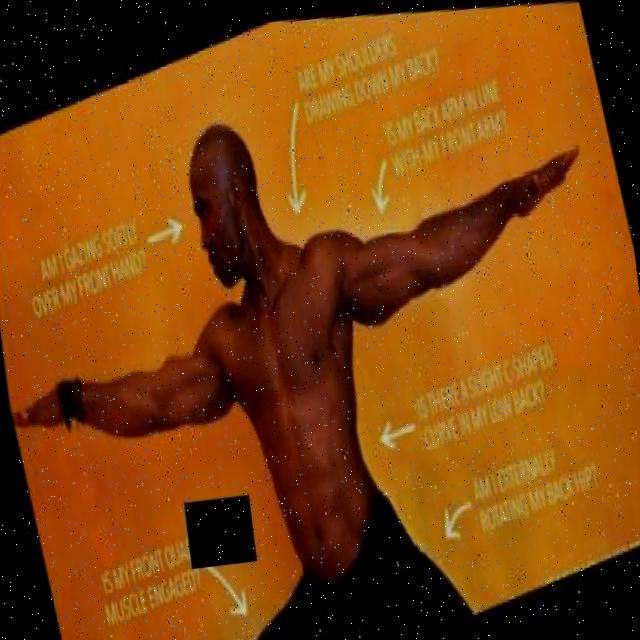 ARE MY SHOULDERS
DRAWING DOWN MY BACK?
IS MY BACK ARM IN LINE
WITH MY FRONT ARM?
AM I GAZING SOFTLY
OVER MY FRONT HAND?
IS THERE A SLIGHT C SHAPED
CURVE IN MY LOW BACK?
AM I EXTERNALLY
ROTATING MY BACK HIP?
IS MY FRONT QUAD
MUSCLE ENGAGED?